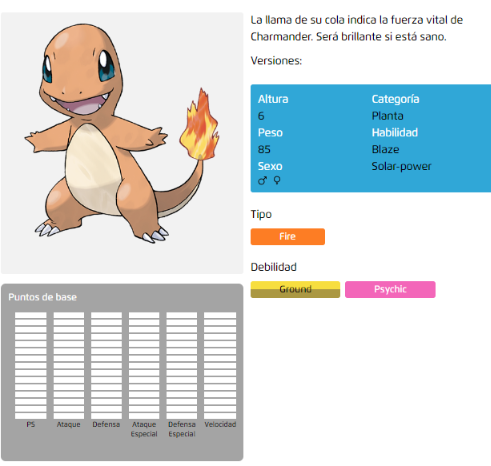 La llama de su cola indica la fuerza vital de
Charmander. Será brillante si está sano.
Versiones:
Altura
6
Peso
85
Sexo
♂ ♀
Categoría
Planta
Habilidad
Blaze
Solar-power
Tipo
Fire
Debilidad
Ground Psychic
Puntos de base
PS Ataque Defensa Ataque Especial Defensa Especial Velocidad